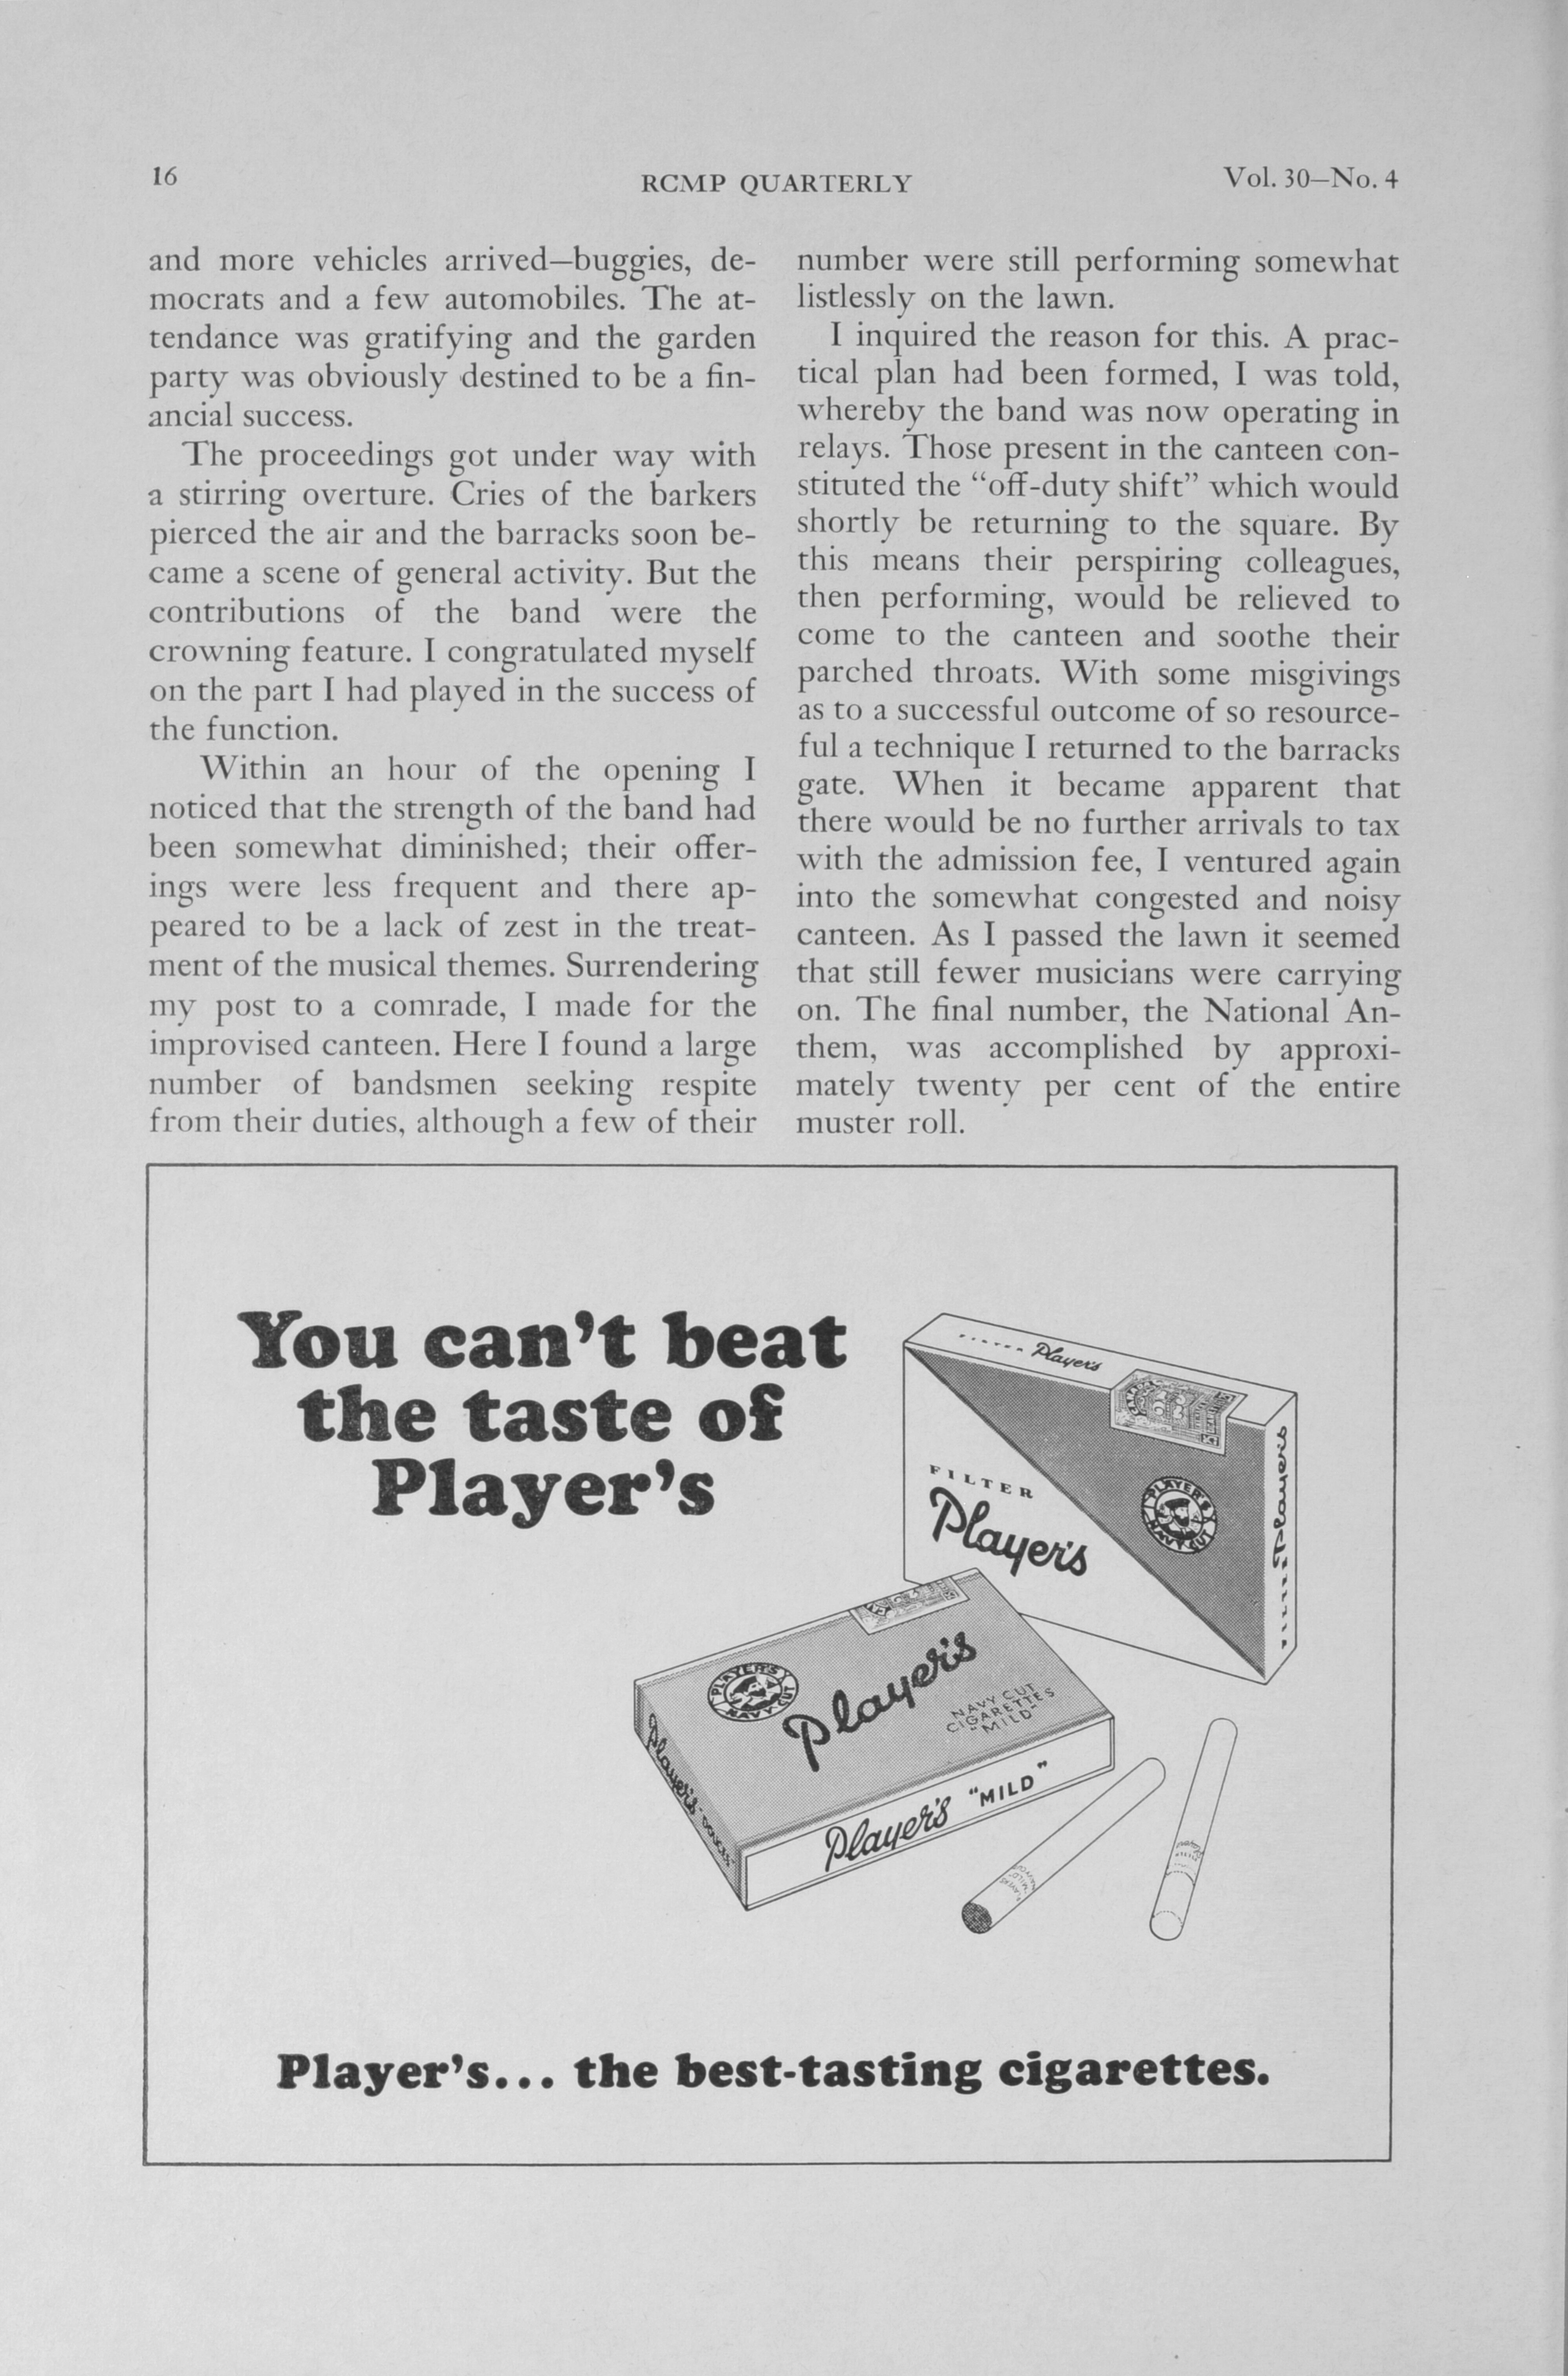 16
RCMP QUARTERLY
Vol. 30—No. 4
and more vehicles arrived—buggies, de-
mocrats and a few automobiles. The at-
tendance was gratifying and the garden
party was obviously destined to be a fin-
ancial success.
The proceedings got under way with
a stirring overture. Cries of the barkers
pierced the air and the barracks soon be-
came a scene of general activity. But the
contributions of the band were the
crowning feature. I congratulated myself
on the part I had played in the success of
the function.
Within an hour of the opening I
noticed that the strength of the band had
been somewhat diminished; their offer-
ings were less frequent and there ap-
peared to be a lack of zest in the treat-
ment of the musical themes. Surrendering
my post to a comrade, I made for the
improvised canteen. Here I found a large
number of bandsmen seeking respite
from their duties, although a few of their
number were still performing somewhat
listlessly on the lawn.
I inquired the reason for this. A prac-
tical plan had been formed, I was told,
whereby the band was now operating in
relays. Those present in the canteen con-
stituted the “off-duty shift” which would
shortly be returning to the square. By
this means their perspiring colleagues,
then performing, would be relieved to
come to the canteen and soothe their
parched throats. With some misgivings
as to a successful outcome of so resource-
ful a technique I returned to the barracks
gate. When it became apparent that
there would be no further arrivals to tax
with the admission fee, I ventured again
into the somewhat congested and noisy
canteen. As I passed the lawn it seemed
that still fewer musicians were carrying
on. The final number, the National An-
them, was accomplished by approxi-
mately twenty per cent of the entire
muster roll.
You can’t beat
the taste of
Player’s
Player's
FILTER
Player's
PLAYER'S
NAVY CUT
Player's
PLAYER'S
NAVY CUT
Player's
NAVY CUT
CIGARETTES
"MILD"
Player's "DOUCES"
Player's "MILD"
Player’s... the best-tasting cigarettes.